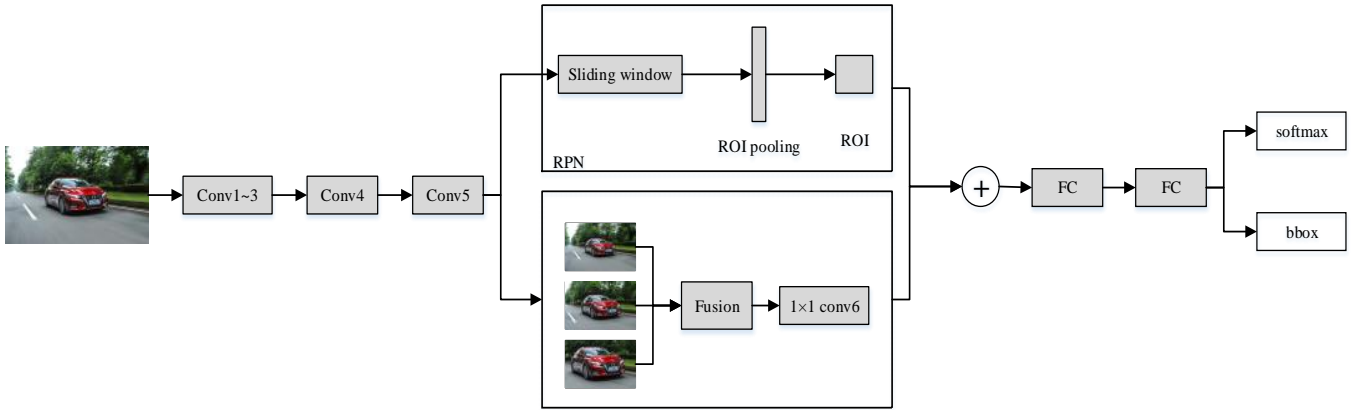 Conv1~3
Conv4
Conv5
Sliding window
ROI pooling
ROI
RPN
Fusion
1×1 conv6
+
FC
FC
softmax
bbox